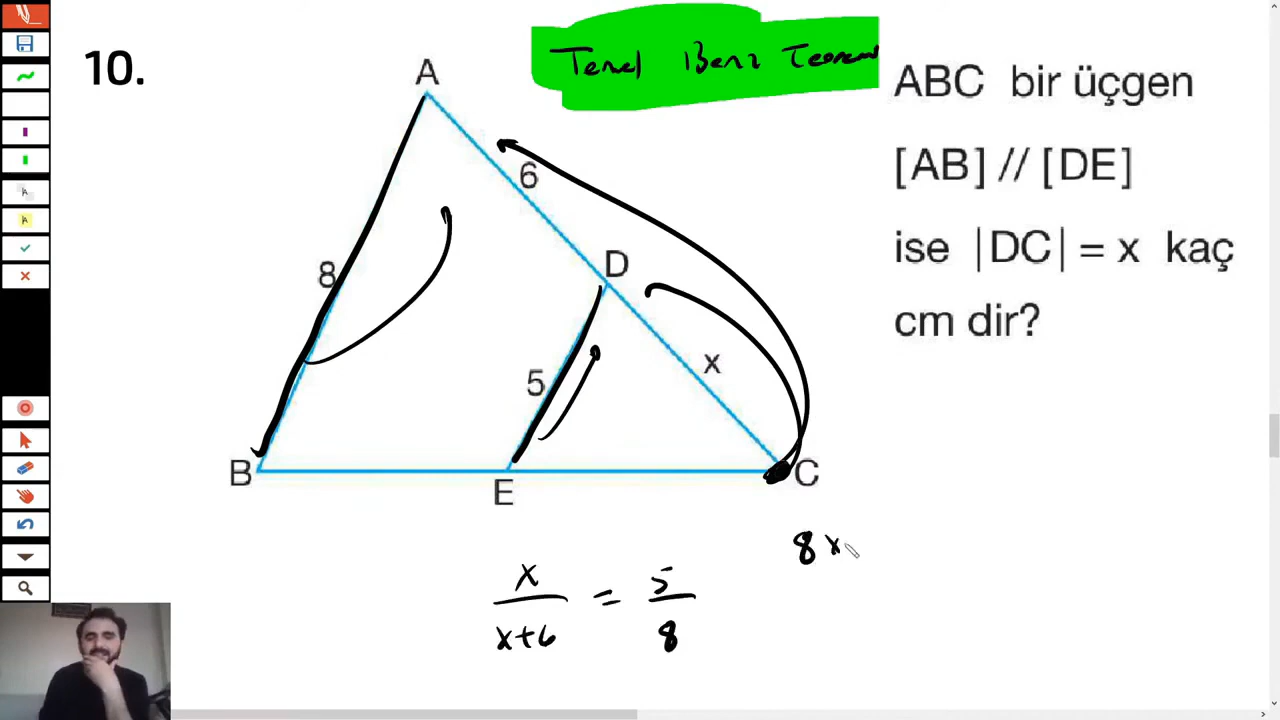 10.
Temel Benz Teoremi
A
6
8
D
5
x
B
E
C
ABC bir üçgen
[AB] // [DE]
ise |DC| = x kaç
cm dir?
8x
x/x+6 = 5/8